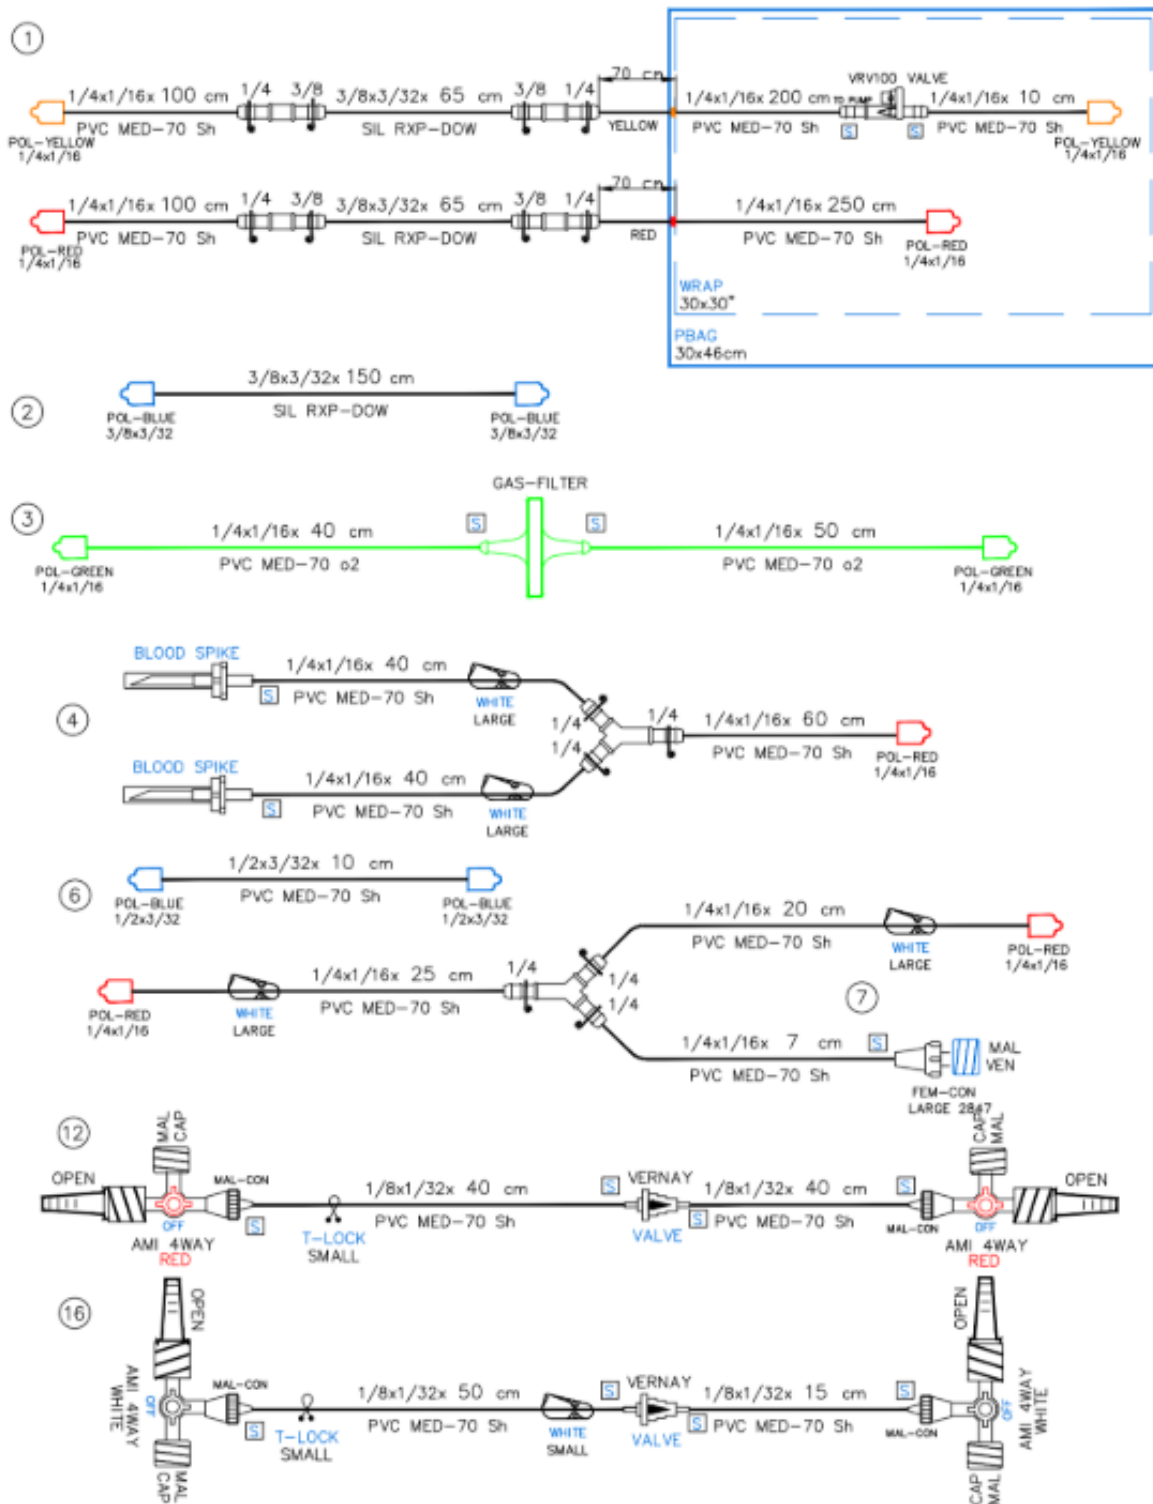 1
1/4x1/16x 100 cm
1/4 3/8
3/8x3/32x 65 cm
3/8 1/4
70 cm
PVC MED-70 Sh
SIL RXP-DOW
YELLOW
POL-YELLOW
1/4x1/16
VRV100 VALVE
1/4x1/16x 200 cm
TO PUMP
1/4x1/16x 10 cm
PVC MED-70 Sh
S
S
PVC MED-70 Sh
POL-YELLOW
1/4x1/16
1/4x1/16x 100 cm
1/4 3/8
3/8x3/32x 65 cm
3/8 1/4
70 cm
1/4x1/16x 250 cm
PVC MED-70 Sh
SIL RXP-DOW
RED
PVC MED-70 Sh
POL-RED
1/4x1/16
POL-RED
1/4x1/16
WRAP
30x30"
PBAG
30x46cm
2
3/8x3/32x 150 cm
SIL RXP-DOW
POL-BLUE
3/8x3/32
POL-BLUE
3/8x3/32
3
GAS-FILTER
1/4x1/16x 40 cm
S
S
1/4x1/16x 50 cm
PVC MED-70 o2
PVC MED-70 o2
POL-GREEN
1/4x1/16
POL-GREEN
1/4x1/16
4
BLOOD SPIKE
1/4x1/16x 40 cm
S
PVC MED-70 Sh
WHITE
LARGE
1/4
1/4
1/4
1/4x1/16x 60 cm
PVC MED-70 Sh
POL-RED
1/4x1/16
BLOOD SPIKE
1/4x1/16x 40 cm
S
PVC MED-70 Sh
WHITE
LARGE
6
1/2x3/32x 10 cm
PVC MED-70 Sh
POL-BLUE
1/2x3/32
POL-BLUE
1/2x3/32
7
1/4x1/16x 20 cm
PVC MED-70 Sh
WHITE
LARGE
POL-RED
1/4x1/16
1/4x1/16x 25 cm
PVC MED-70 Sh
WHITE
LARGE
POL-RED
1/4x1/16
1/4
1/4
1/4
1/4x1/16x 7 cm
PVC MED-70 Sh
S
MAL
VEN
FEM-CON
LARGE 2847
12
OPEN
MAL
CAP
MAL-CON
OFF
AMI 4WAY
RED
S
1/8x1/32x 40 cm
PVC MED-70 Sh
T-LOCK
SMALL
S
VERNAY
VALVE
S
1/8x1/32x 40 cm
PVC MED-70 Sh
S
MAL-CON
CAP
MAL
OPEN
OFF
AMI 4WAY
RED
16
OPEN
AMI 4WAY
WHITE
OFF
MAL
CAP
MAL-CON
S
1/8x1/32x 50 cm
PVC MED-70 Sh
T-LOCK
SMALL
WHITE
SMALL
S
VERNAY
VALVE
S
1/8x1/32x 15 cm
PVC MED-70 Sh
S
MAL-CON
OPEN
OFF
AMI 4WAY
WHITE
CAP
MAL